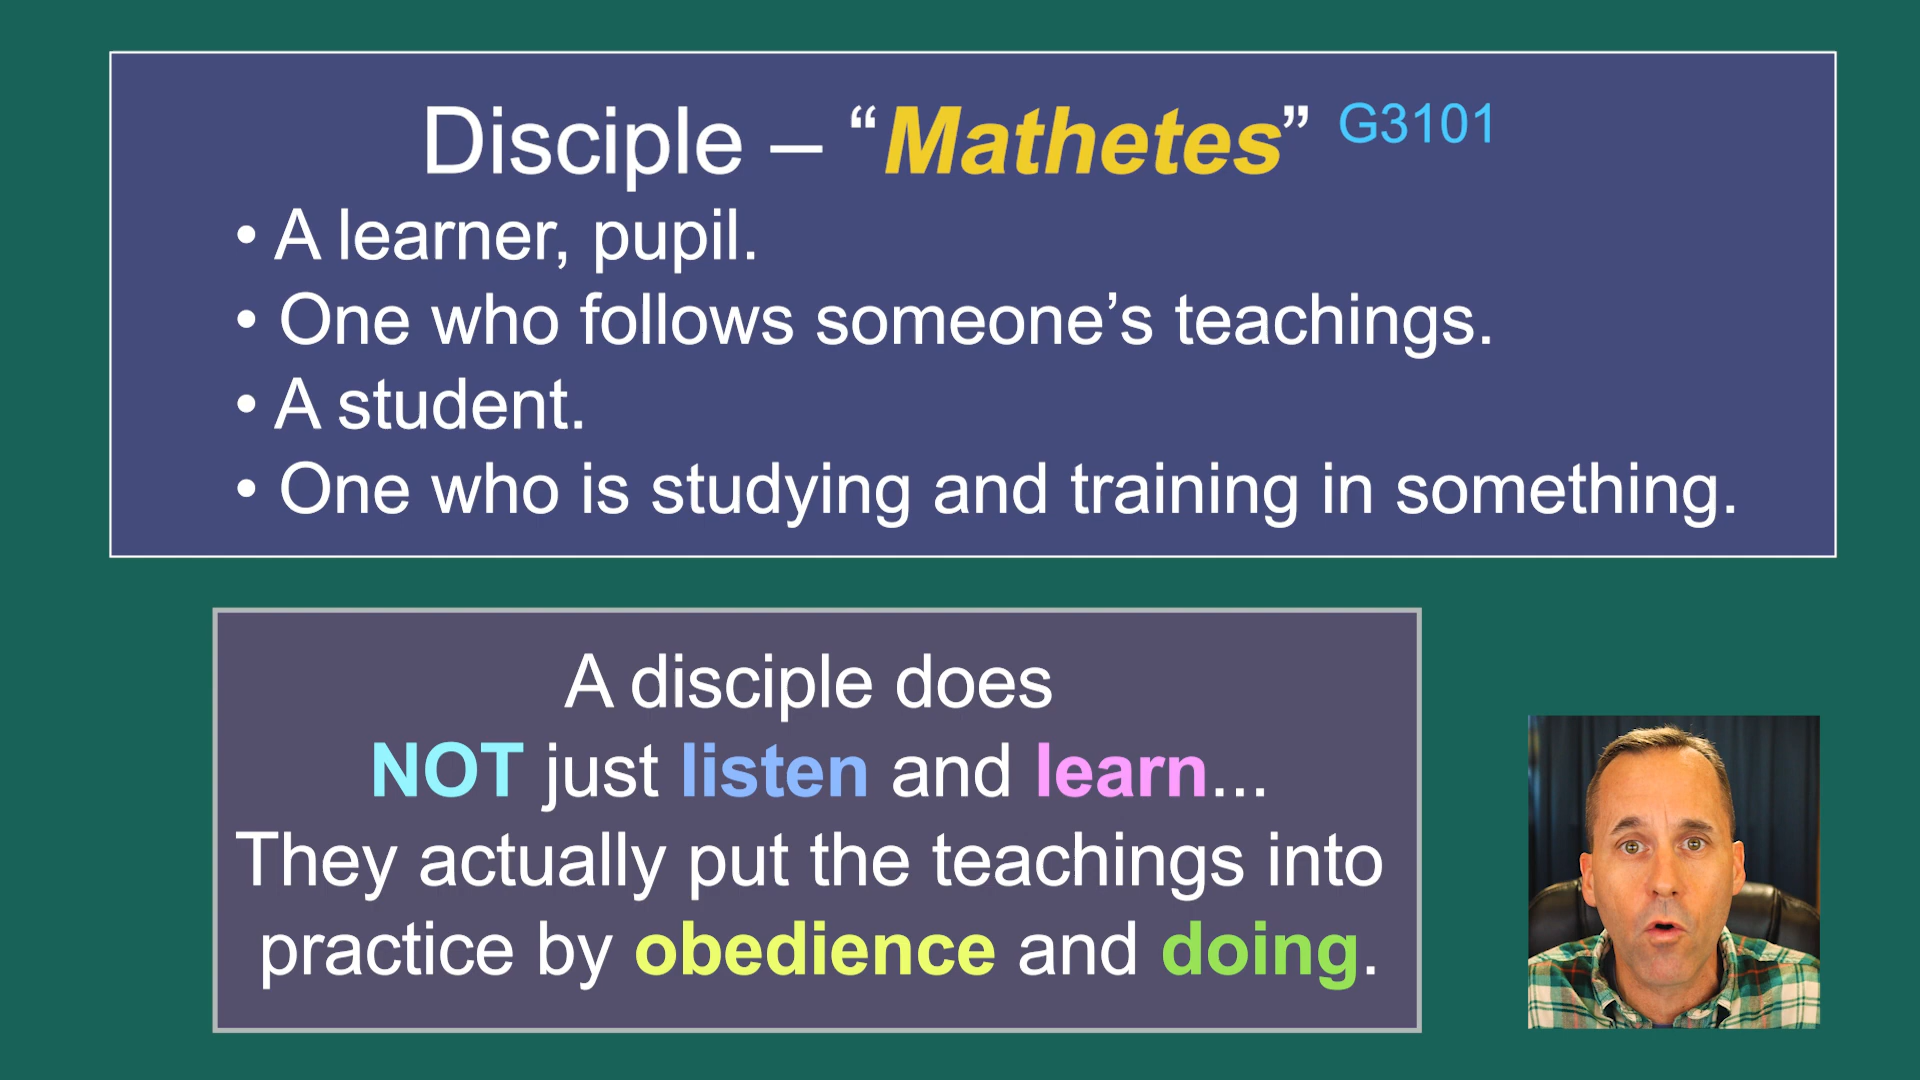 Disciple – “Mathetes” G3101
• A learner, pupil.
• One who follows someone’s teachings.
• A student.
• One who is studying and training in something.
A disciple does
NOT just listen and learn...
They actually put the teachings into
practice by obedience and doing.